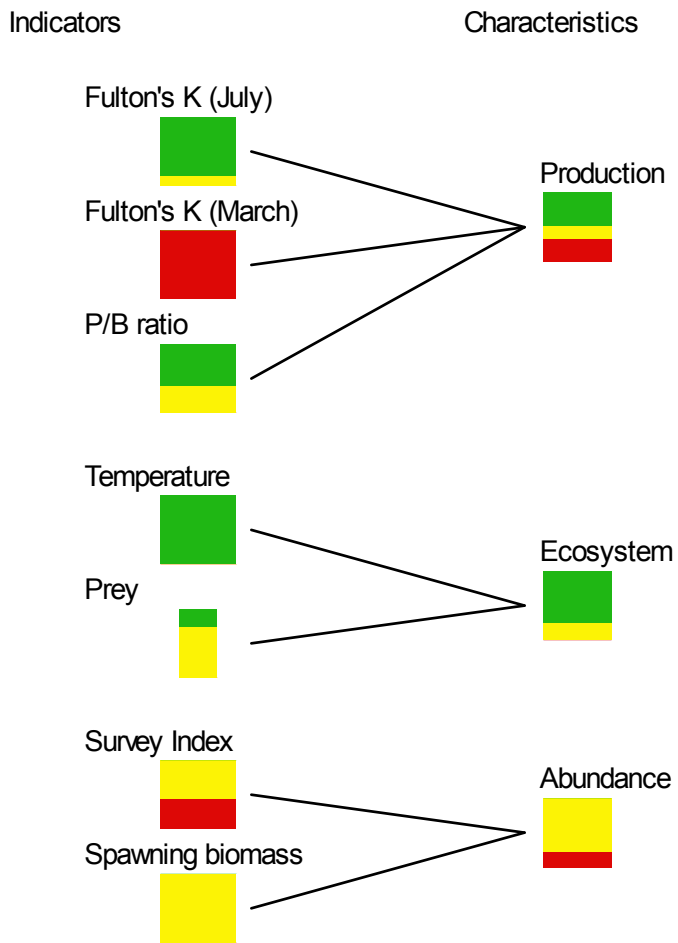 Indicators
Characteristics
Fulton's K (July)
Production
Fulton's K (March)
P/B ratio
Temperature
Ecosystem
Prey
Survey Index
Abundance
Spawning biomass